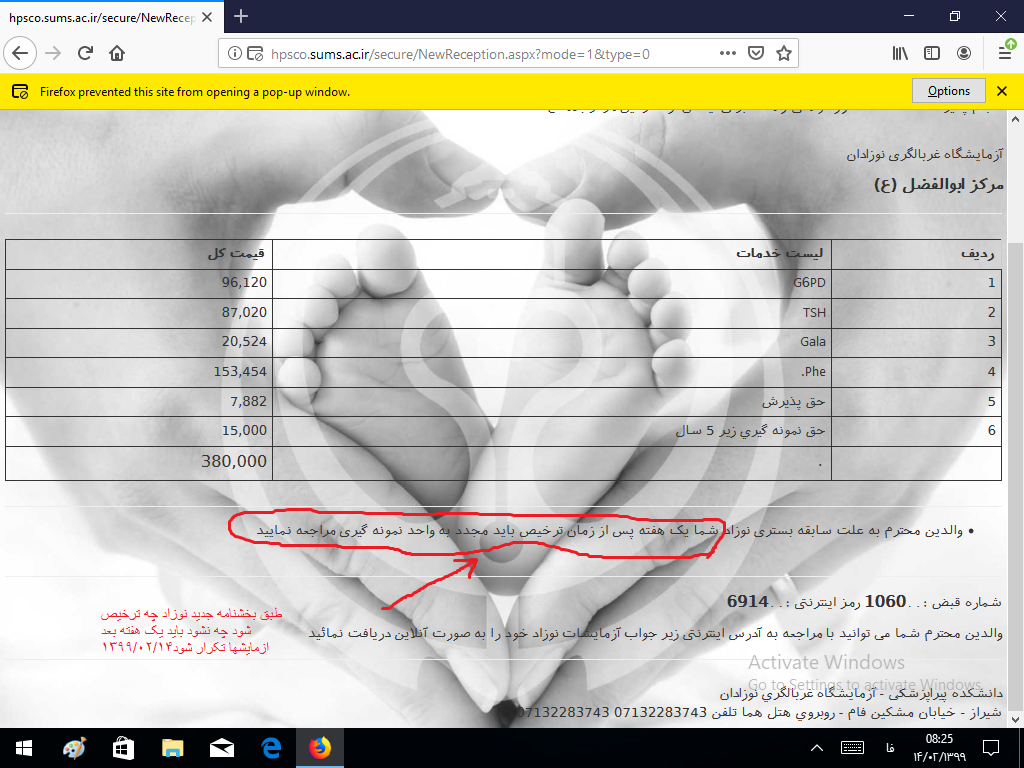 hpsco.sums.ac.ir/secure/NewRecep
hpsco.sums.ac.ir/secure/NewReception.aspx?mode=1&type=0
Firefox prevented this site from opening a pop-up window.
Options
آزمایشگاه غربالگری نوزادان
مرکز ابوالفضل (ع)
ردیف لیست خدمات قیمت کل
1 G6PD 96,120
2 TSH 87,020
3 Gala 20,524
4 Phe. 153,454
5 حق پذیرش 7,882
6 حق نمونه گيري زیر 5 سال 15,000
. 380,000
• والدین محترم به علت سابقه بستری نوزاد شما یک هفته پس از زمان ترخیص باید مجدد به واحد نمونه گیری مراجعه نمایید
شماره قبض :. .1060 رمز اینترنتی :. .6914
طبق بخشنامه جدید نوزاد چه ترخیص
شود چه نشود باید یک هفته بعد
ازمایشها تکرار شود۱۳۹۹/۰۲/۱۴
والدین محترم شما می توانید با مراجعه به آدرس اینترنتی زیر جواب آزمایشات نوزاد خود را به صورت آنلاین دریافت نمائید
Activate Windows
Go to Settings to activate Windows.
دانشکده پیراپزشکی - آزمایشگاه غربالگري نوزادان
شیراز - خیابان مشکین فام - روبروي هتل هما تلفن 07132283743 07132283743
08:25
فا
۱۴/۰۲/۱۳۹۹